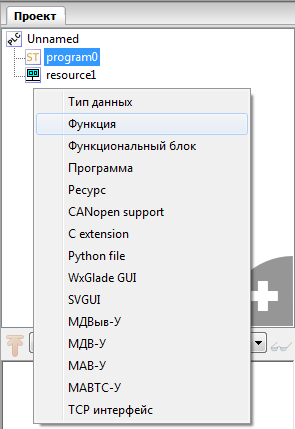 Проект
Unnamed
ST program0
resource1
Тип данных
Функция
Функциональный блок
Программа
Ресурс
CANopen support
C extension
Python file
WxGlade GUI
SVGUI
МДВыв-У
МДВ-У
МАВ-У
МАВТС-У
TCP интерфейс